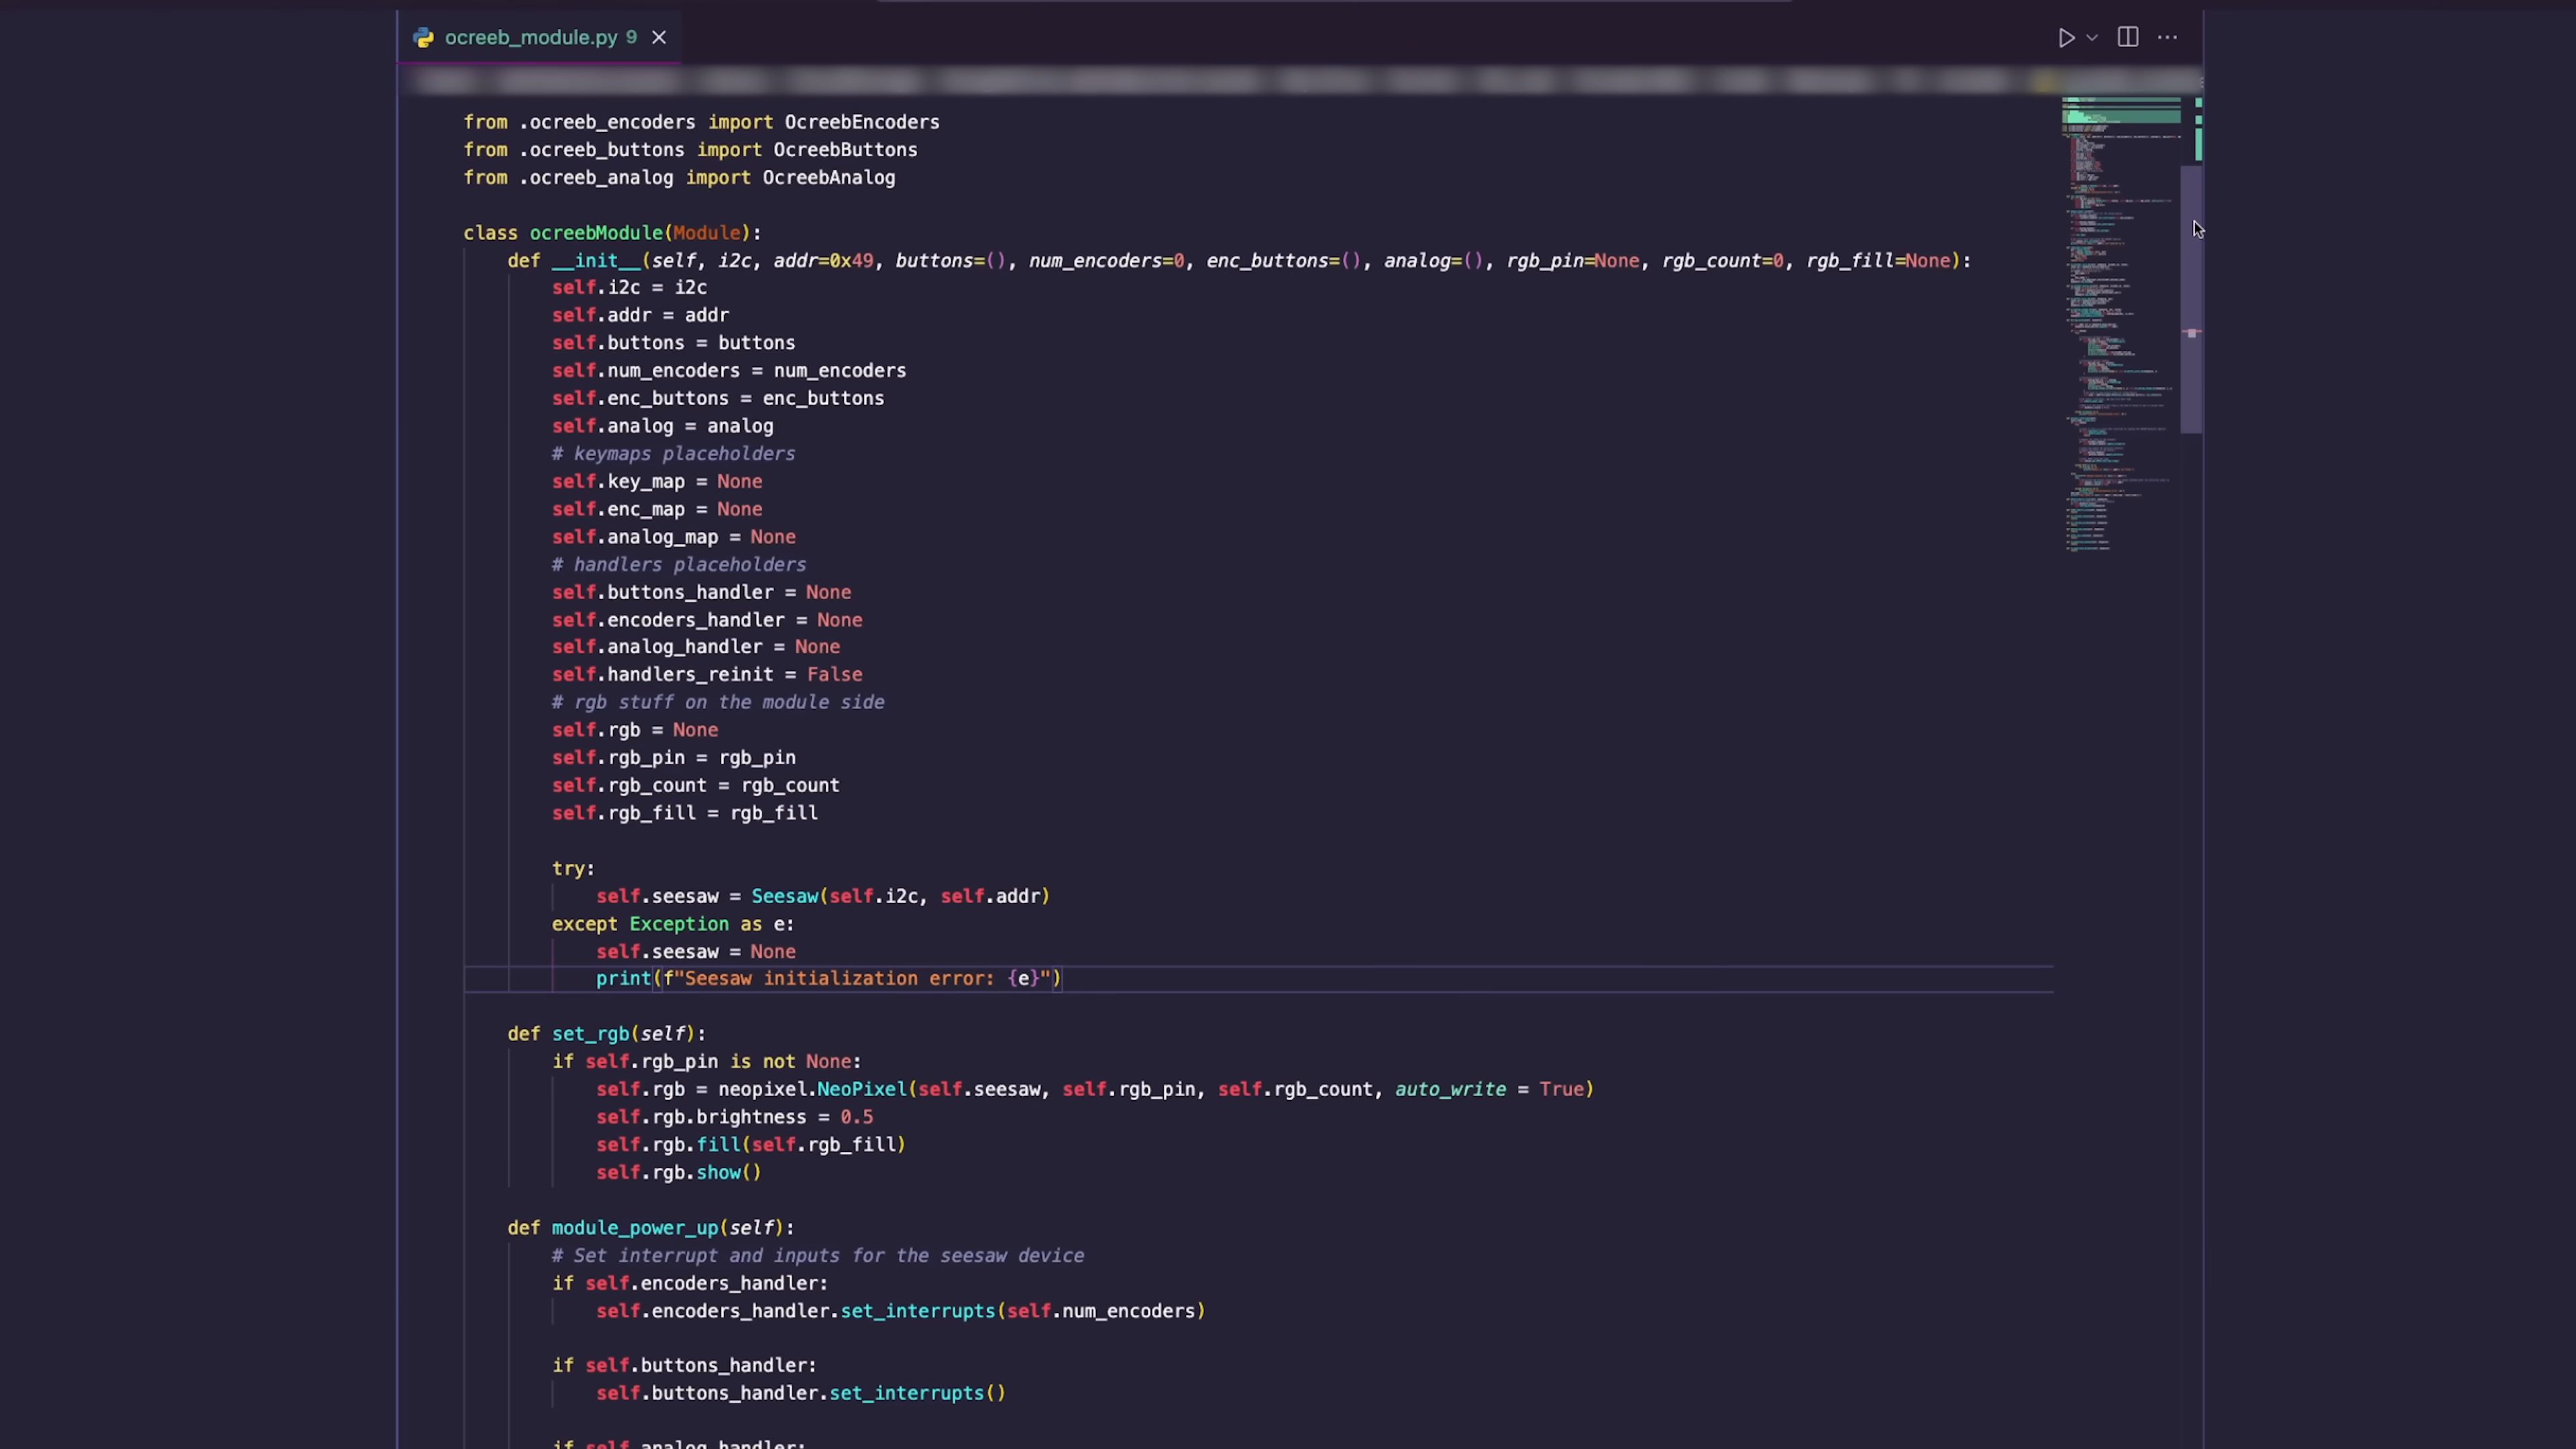 ocreeb_module.py 9
from .ocreeb_encoders import OcreebEncoders
from .ocreeb_buttons import OcreebButtons
from .ocreeb_analog import OcreebAnalog
class ocreebModule(Module):
def __init__(self, i2c, addr=0x49, buttons=(), num_encoders=0, enc_buttons=(), analog=(), rgb_pin=None, rgb_count=0, rgb_fill=None):
self.i2c = i2c
self.addr = addr
self.buttons = buttons
self.num_encoders = num_encoders
self.enc_buttons = enc_buttons
self.analog = analog
# keymaps placeholders
self.key_map = None
self.enc_map = None
self.analog_map = None
# handlers placeholders
self.buttons_handler = None
self.encoders_handler = None
self.analog_handler = None
self.handlers_reinit = False
# rgb stuff on the module side
self.rgb = None
self.rgb_pin = rgb_pin
self.rgb_count = rgb_count
self.rgb_fill = rgb_fill
try:
self.seesaw = Seesaw(self.i2c, self.addr)
except Exception as e:
self.seesaw = None
print(f"Seesaw initialization error: {e}")
def set_rgb(self):
if self.rgb_pin is not None:
self.rgb = neopixel.NeoPixel(self.seesaw, self.rgb_pin, self.rgb_count, auto_write = True)
self.rgb.brightness = 0.5
self.rgb.fill(self.rgb_fill)
self.rgb.show()
def module_power_up(self):
# Set interrupt and inputs for the seesaw device
if self.encoders_handler:
self.encoders_handler.set_interrupts(self.num_encoders)
if self.buttons_handler:
self.buttons_handler.set_interrupts()
if self.analog_handler: